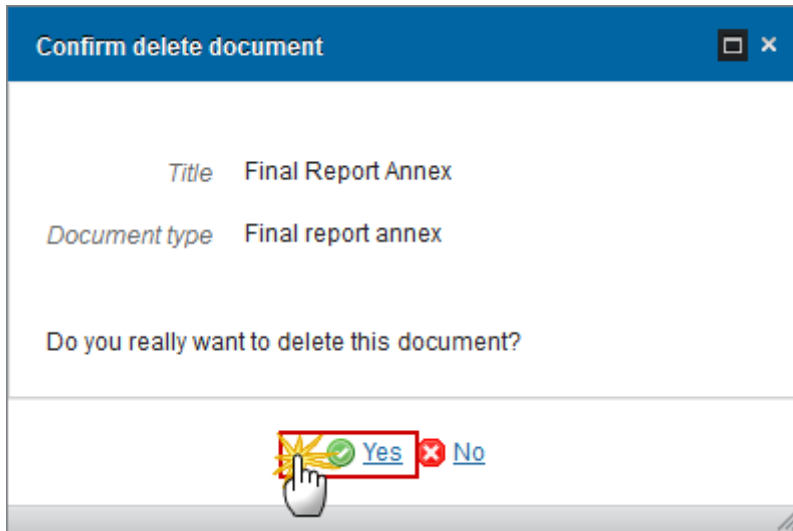 Confirm delete document
Title Final Report Annex
Document type Final report annex
Do you really want to delete this document?
Yes No